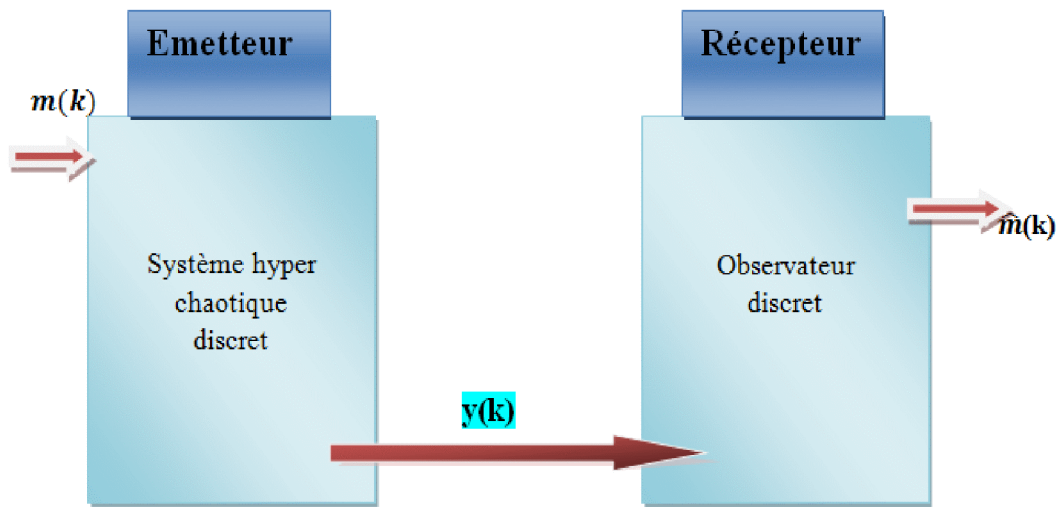 Emetteur
Récepteur
m(k)
m̂(k)
Système hyper
chaotique
discret
Observateur
discret
y(k)